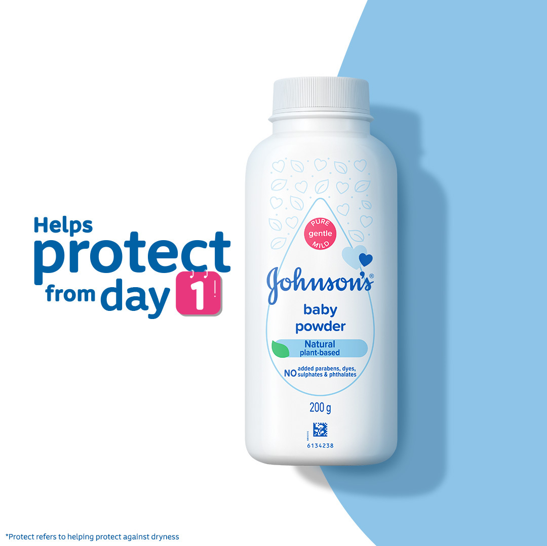 Helps
protect
from day 1
PURE
gentle
MILD
Johnson's®
baby
powder
Natural
plant-based
NO added parabens, dyes,
sulphates & phthalates
200 g
6134238
*Protect refers to helping protect against dryness